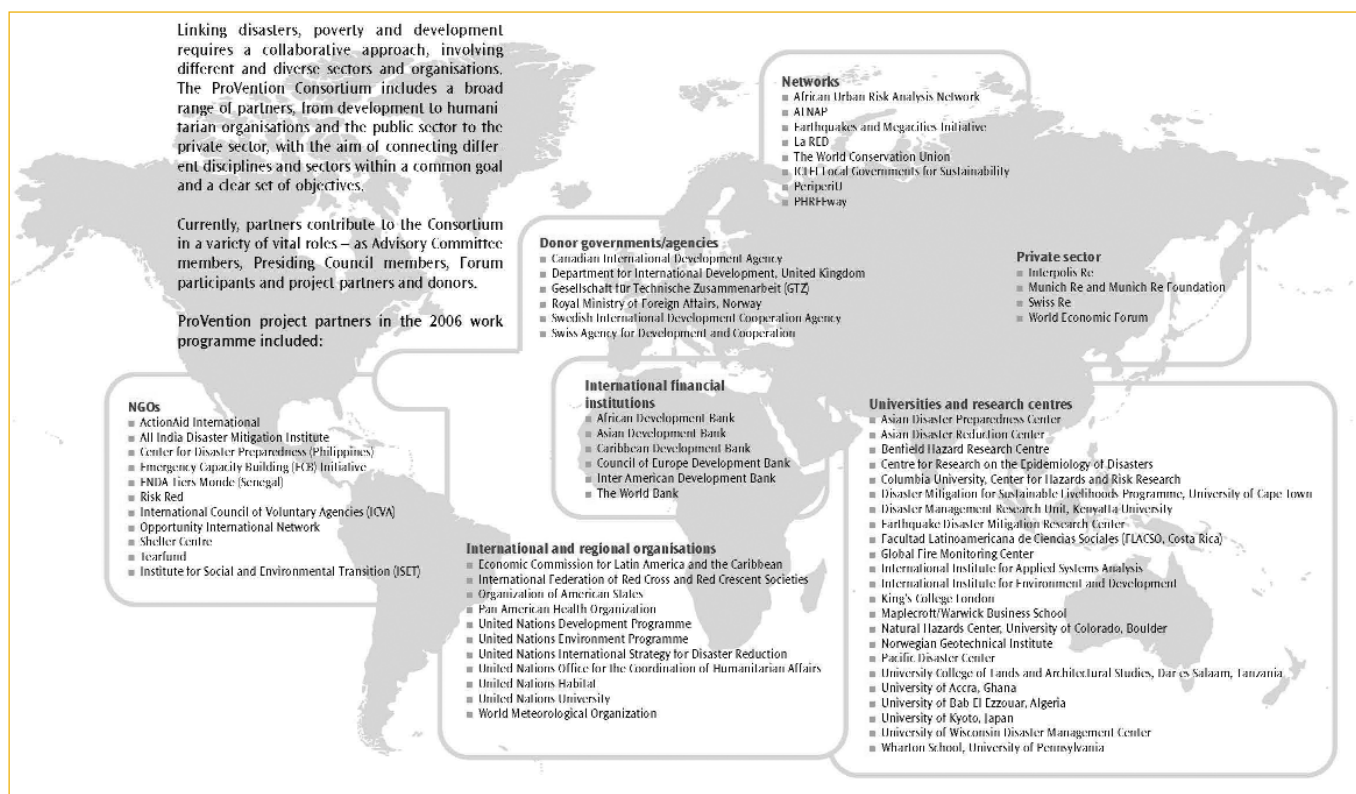 Linking disasters, poverty and development
requires a collaborative approach, involving
different and diverse sectors and organisations.
The ProVention Consortium includes a broad
range of partners, from development to humani
tarian organisations and the public sector to the
private sector, with the aim of connecting differ
ent disciplines and sectors within a common goal
and a clear set of objectives.
Currently, partners contribute to the Consortium
in a variety of vital roles – as Advisory Committee
members, Presiding Council members, Forum
participants and project partners and donors.
ProVention project partners in the 2006 work
programme included:
Networks
African Urban Risk Analysis Network
ALNAP
Earthquakes and Megacities Initiative
La RED
The World Conservation Union
ICLEI Local Governments for Sustainability
PeriperiU
PHREEway
Donor governments/agencies
Canadian International Development Agency
Department for International Development, United Kingdom
Gesellschaft für Technische Zusammenarbeit (GTZ)
Royal Ministry of Foreign Affairs, Norway
Swedish International Development Cooperation Agency
Swiss Agency for Development and Cooperation
Private sector
Interpolis Re
Munich Re and Munich Re Foundation
Swiss Re
World Economic Forum
NGOs
ActionAid International
All India Disaster Mitigation Institute
Center for Disaster Preparedness (Philippines)
Emergency Capacity Building (ECB) Initiative
ENDA Tiers Monde (Senegal)
Risk Red
International Council of Voluntary Agencies (ICVA)
Opportunity International Network
Shelter Centre
Tearfund
Institute for Social and Environmental Transition (ISET)
International financial
institutions
African Development Bank
Asian Development Bank
Caribbean Development Bank
Council of Europe Development Bank
Inter American Development Bank
The World Bank
International and regional organisations
Economic Commission for Latin America and the Caribbean
International Federation of Red Cross and Red Crescent Societies
Organization of American States
Pan American Health Organization
United Nations Development Programme
United Nations Environment Programme
United Nations International Strategy for Disaster Reduction
United Nations Office for the Coordination of Humanitarian Affairs
United Nations Habitat
United Nations University
World Meteorological Organization
Universities and research centres
Asian Disaster Preparedness Center
Asian Disaster Reduction Center
Benfield Hazard Research Centre
Centre for Research on the Epidemiology of Disasters
Columbia University, Center for Hazards and Risk Research
Disaster Mitigation for Sustainable Livelihoods Programme, University of Cape Town
Disaster Management Research Unit, Kenyatta University
Earthquake Disaster Mitigation Research Center
Facultad Latinoamericana de Ciencias Sociales (FLACSO, Costa Rica)
Global Fire Monitoring Center
International Institute for Applied Systems Analysis
International Institute for Environment and Development
King's College London
Maplecroft/Warwick Business School
Natural Hazards Center, University of Colorado, Boulder
Norwegian Geotechnical Institute
Pacific Disaster Center
University College of Lands and Architectural Studies, Dar es Salaam, Tanzania
University of Accra, Ghana
University of Bab El Ezzouar, Algeria
University of Kyoto, Japan
University of Wisconsin Disaster Management Center
Wharton School, University of Pennsylvania